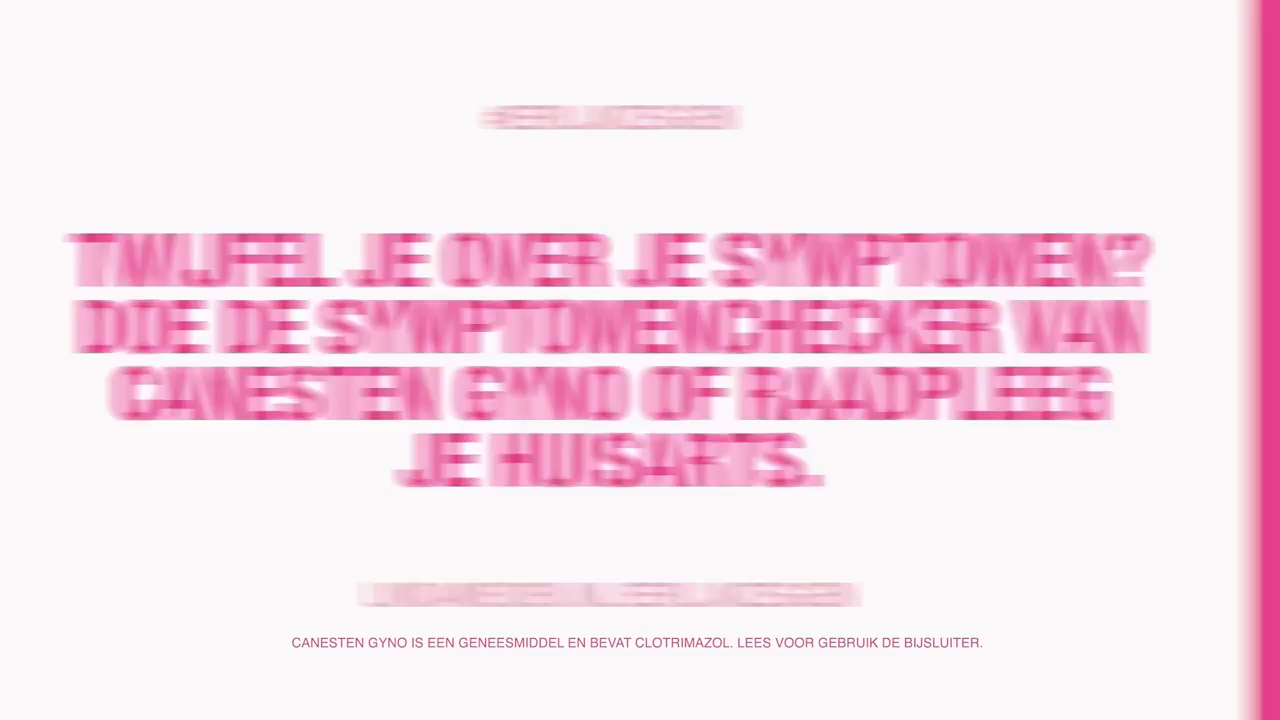 TWIJFEL JE OVER JE SYMPTOMEN?
DOE DE SYMPTOMENCHECKER VAN
CANESTEN GYNO OF RAADPLEEG
JE HUISARTS.
CANESTEN GYNO IS EEN GENEESMIDDEL EN BEVAT CLOTRIMAZOL. LEES VOOR GEBRUIK DE BIJSLUITER.